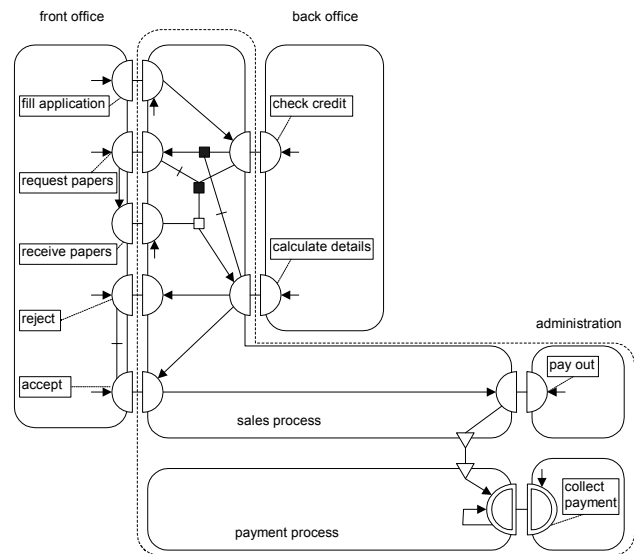 front office
back office
fill application
check credit
request papers
receive papers
calculate details
reject
administration
accept
pay out
sales process
collect
payment
payment process